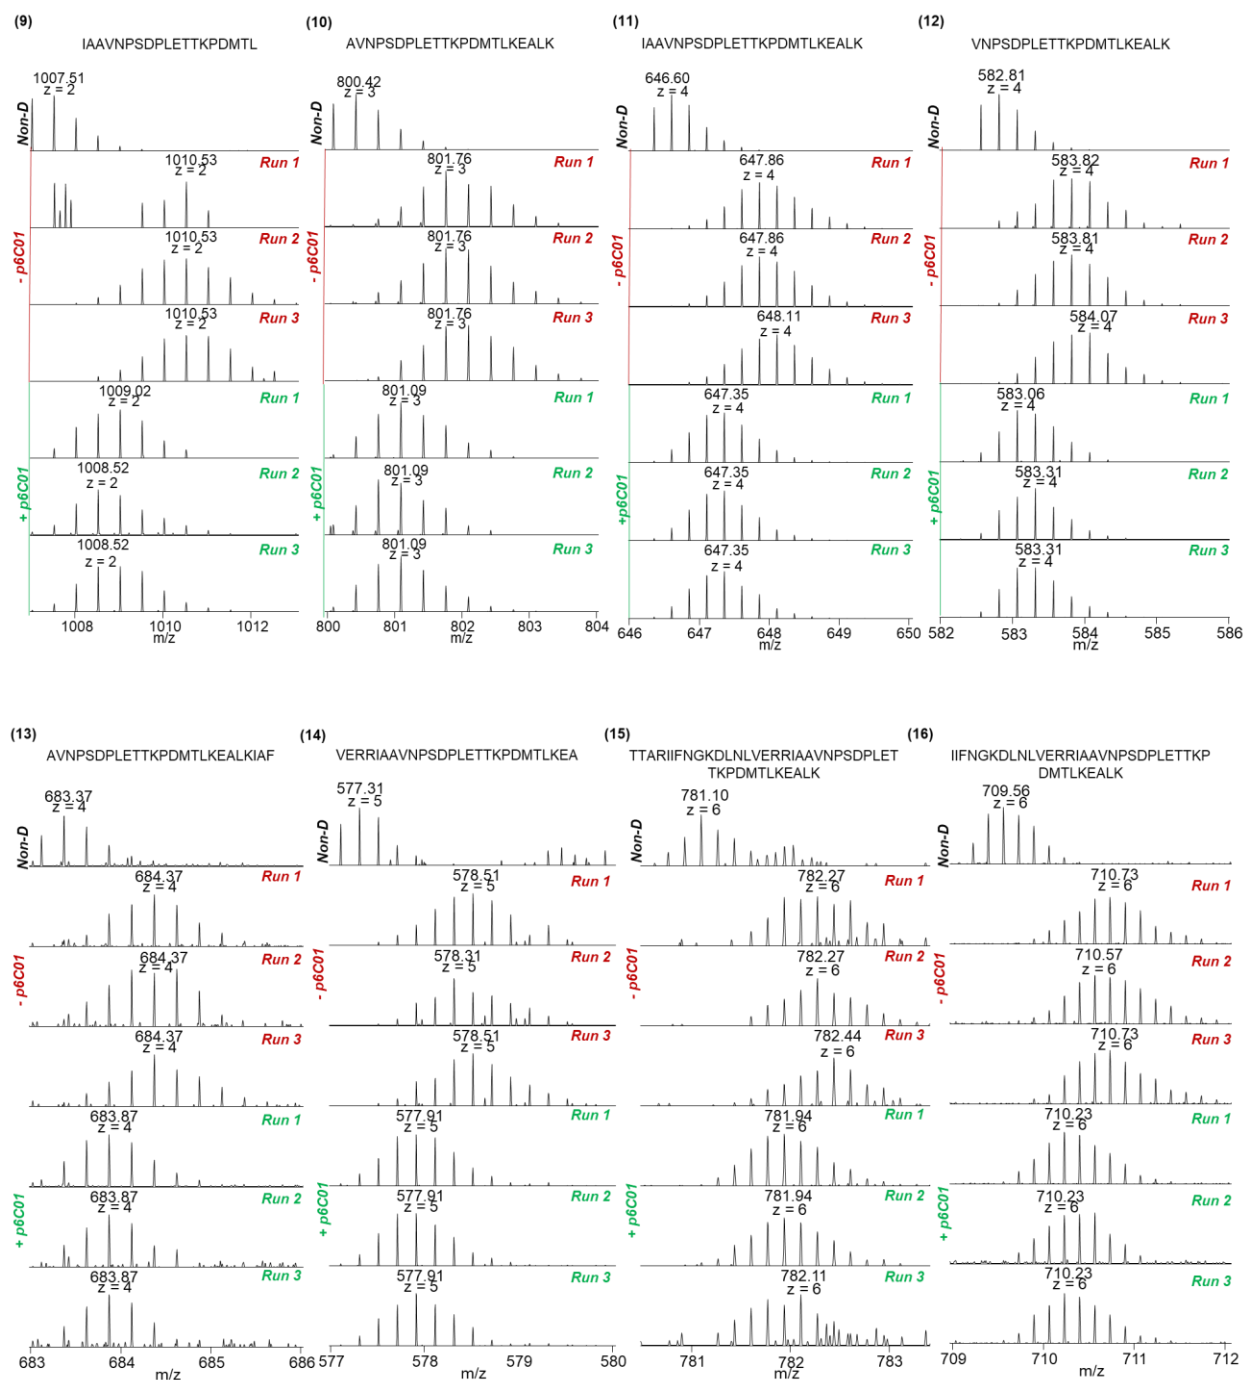 (9)
IAAVNPSDPLETTKPDMTL
Non-D
1007.51
z = 2
- p6C01
1010.53
z = 2
Run 1
1010.53
z = 2
Run 2
1010.53
z = 2
Run 3
+ p6C01
1009.02
z = 2
Run 1
1008.52
z = 2
Run 2
1008.52
z = 2
Run 3
1008 1010 1012
m/z
(10)
AVNPSDPLETTKPDMTLKEALK
Non-D
800.42
z = 3
- p6C01
801.76
z = 3
Run 1
801.76
z = 3
Run 2
801.76
z = 3
Run 3
+ p6C01
801.09
z = 3
Run 1
801.09
z = 3
Run 2
801.09
z = 3
Run 3
800 801 802 803 804
m/z
(11)
IAAVNPSDPLETTKPDMTLKEALK
Non-D
646.60
z = 4
- p6C01
647.86
z = 4
Run 1
647.86
z = 4
Run 2
648.11
z = 4
Run 3
+p6C01
647.35
z = 4
Run 1
647.35
z = 4
Run 2
647.35
z = 4
Run 3
646 647 648 649 650
m/z
(12)
VNPSDPLETTKPDMTLKEALK
Non-D
582.81
z = 4
- p6C01
583.82
z = 4
Run 1
583.81
z = 4
Run 2
584.07
z = 4
Run 3
+ p6C01
583.06
z = 4
Run 1
583.31
z = 4
Run 2
583.31
z = 4
Run 3
582 583 584 585 586
m/z
(13)
AVNPSDPLETTKPDMTLKEALKIAF
Non-D
683.37
z = 4
- p6C01
684.37
z = 4
Run 1
684.37
z = 4
Run 2
684.37
z = 4
Run 3
+ p6C01
683.87
z = 4
Run 1
683.87
z = 4
Run 2
683.87
z = 4
Run 3
683 684 685 686
m/z
(14)
VERRIAAVNPSDPLETTKPDMTLKEA
Non-D
577.31
z = 5
- p6C01
578.51
z = 5
Run 1
578.31
z = 5
Run 2
578.51
z = 5
Run 3
+ p6C01
577.91
z = 5
Run 1
577.91
z = 5
Run 2
577.91
z = 5
Run 3
577 578 579 580
m/z
(15)
TTARIIFNGKDLNLVERRIAAVNPSDPLET
TKPDMTLKEALK
Non-D
781.10
z = 6
- p6C01
782.27
z = 6
Run 1
782.27
z = 6
Run 2
782.44
z = 6
Run 3
+ p6C01
781.94
z = 6
Run 1
781.94
z = 6
Run 2
782.11
z = 6
Run 3
781 782 783
m/z
(16)
IIFNGKDLNLVERRIAAVNPSDPLETTKP
DMTLKEALK
Non-D
709.56
z = 6
- p6C01
710.73
z = 6
Run 1
710.57
z = 6
Run 2
710.73
z = 6
Run 3
+ p6C01
710.23
z = 6
Run 1
710.23
z = 6
Run 2
710.23
z = 6
Run 3
709 710 711 712
m/z